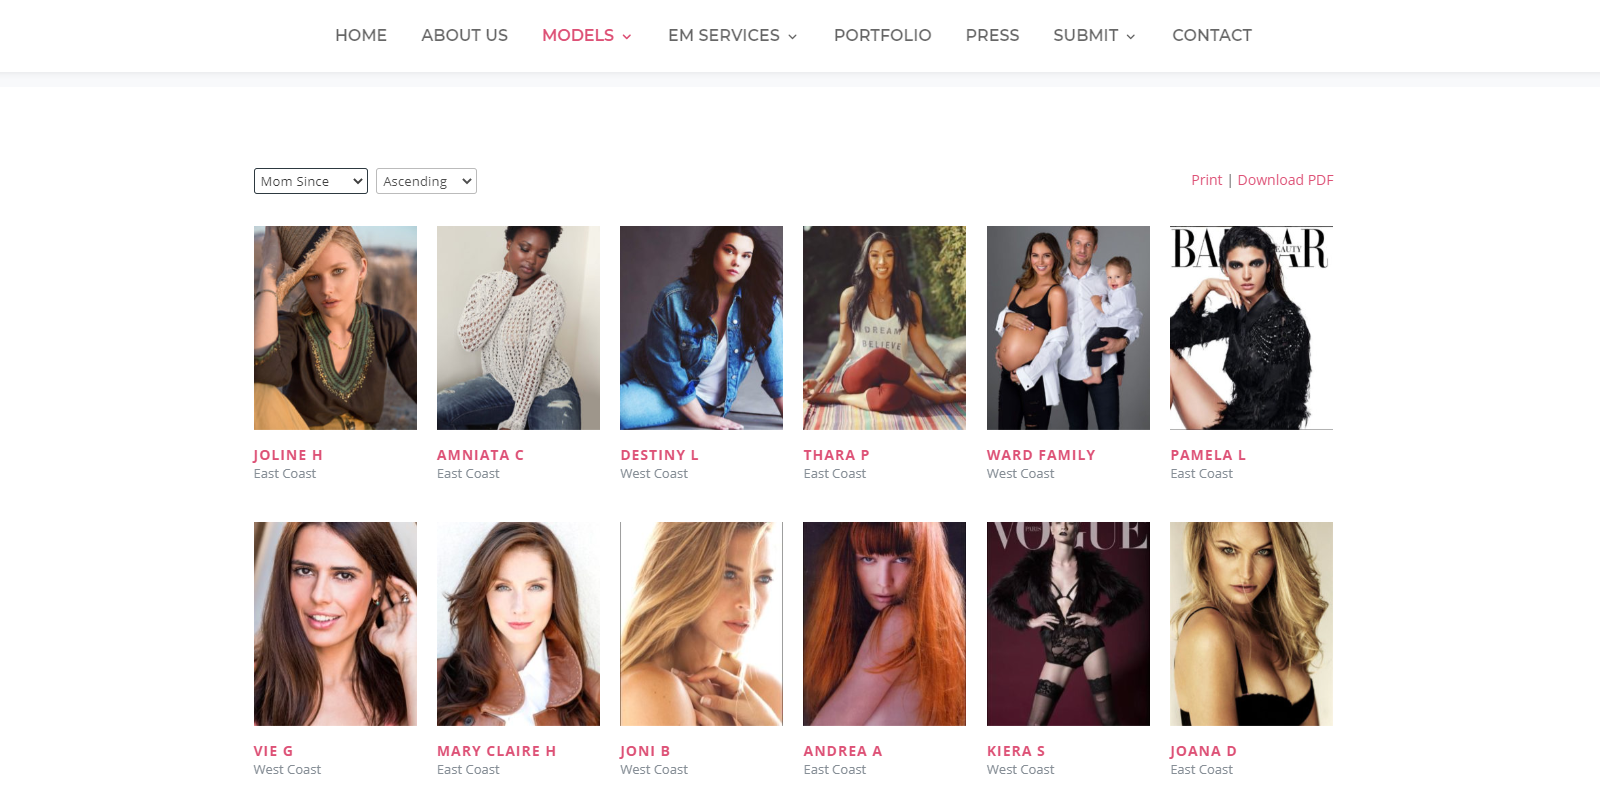 HOME ABOUT US MODELS EM SERVICES PORTFOLIO PRESS SUBMIT CONTACT
Mom Since Ascending Print | Download PDF
DREAM
BELIEVE
BAZAAR
BEAUTY
JOLINE H AMNIATA C DESTINY L THARA P WARD FAMILY PAMELA L
East Coast East Coast West Coast East Coast West Coast East Coast
VOGUE
PARIS
VIE G MARY CLAIRE H JONI B ANDREA A KIERA S JOANA D
West Coast East Coast West Coast East Coast West Coast East Coast